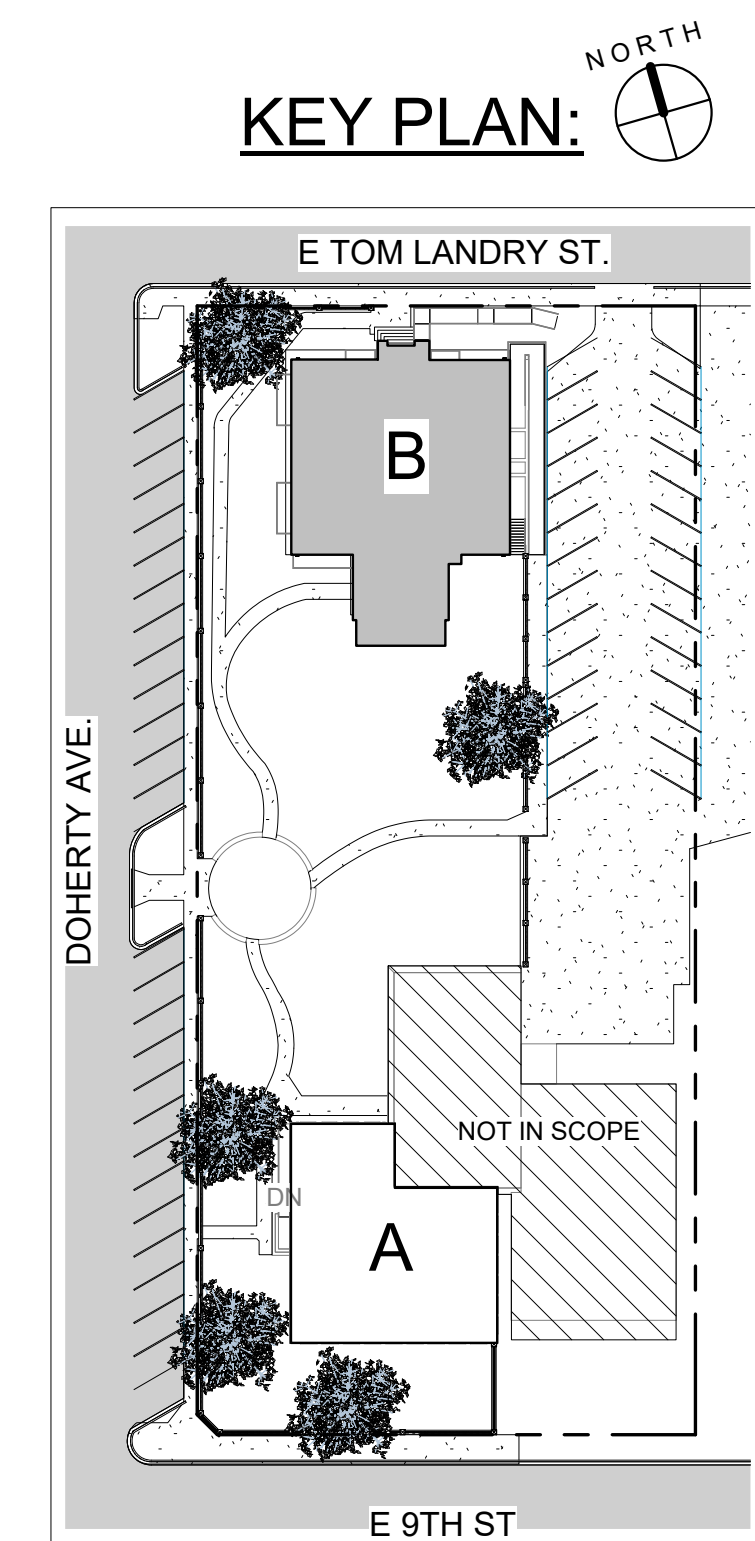 NORTH
KEY PLAN:
E TOM LANDRY ST.
B
DOHERTY AVE.
NOT IN SCOPE
DN
A
E 9TH ST